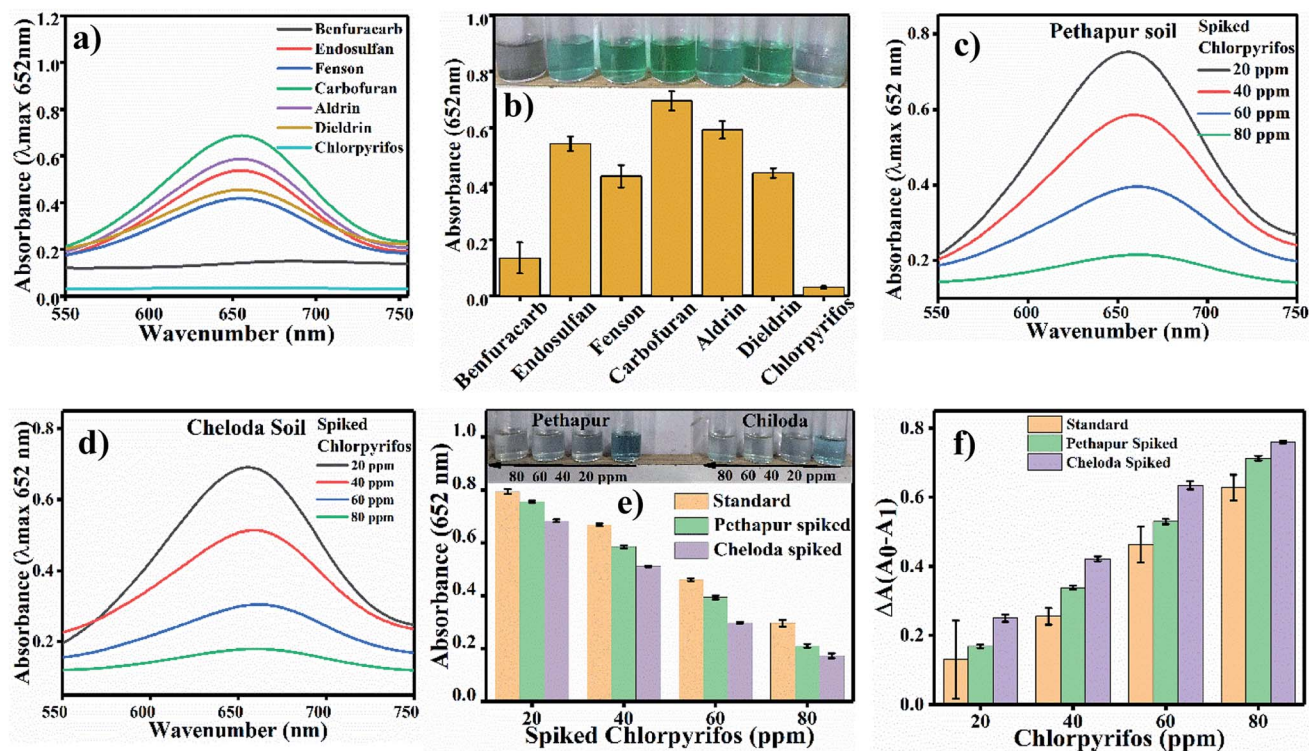 a)
Benfuracarb
Endosulfan
Fenson
Carbofuran
Aldrin
Dieldrin
Chlorpyrifos
Absorbance (λmax 652nm)
1.2
1.0
0.8
0.6
0.4
0.2
0.0
550 600 650 700 750
Wavenumber (nm)
b)
Absorbance (652nm)
1.0
0.8
0.6
0.4
0.2
0.0
Benfuracarb
Endosulfan
Fenson
Carbofuran
Aldrin
Dieldrin
Chlorpyrifos
c)
Pethapur soil
Spiked
Chlorpyrifos
20 ppm
40 ppm
60 ppm
80 ppm
Absorbance (λmax 652 nm)
0.8
0.6
0.4
0.2
550 600 650 700 750
Wavenumber (nm)
d)
Cheloda Soil
Spiked
Chlorpyrifos
20 ppm
40 ppm
60 ppm
80 ppm
Absorbance (λmax 652 nm)
0.8
0.6
0.4
0.2
550 600 650 700 750
Wavenumber (nm)
Pethapur
Chiloda
80 60 40 20 ppm
80 60 40 20 ppm
e)
Standard
Pethapur spiked
Cheloda spiked
Absorbance (652 nm)
1.0
0.8
0.6
0.4
0.2
0.0
20 40 60 80
Spiked Chlorpyrifos (ppm)
f)
Standard
Pethapur Spiked
Cheloda Spiked
ΔA(A0-A1)
0.8
0.6
0.4
0.2
0.0
20 40 60 80
Chlorpyrifos (ppm)